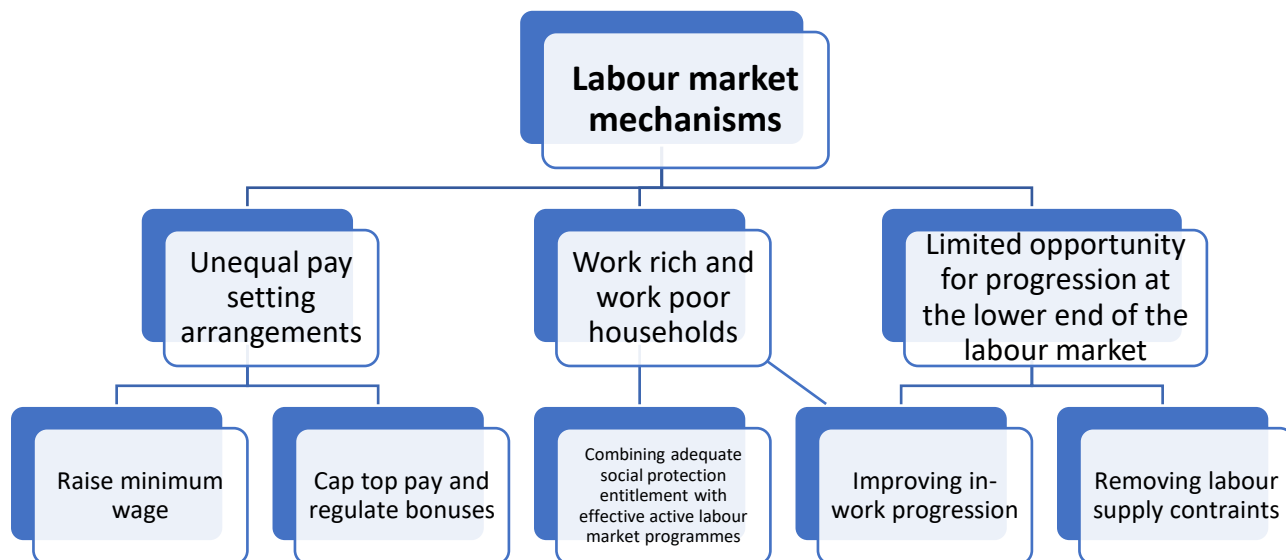 Labour market
mechanisms
Unequal pay
setting
arrangements
Work rich and
work poor
households
Limited opportunity
for progression at
the lower end of the
labour market
Raise minimum
wage
Cap top pay and
regulate bonuses
Combining adequate
social protection
entitlement with
effective active labour
market programmes
Improving in-
work progression
Removing labour
supply contraints